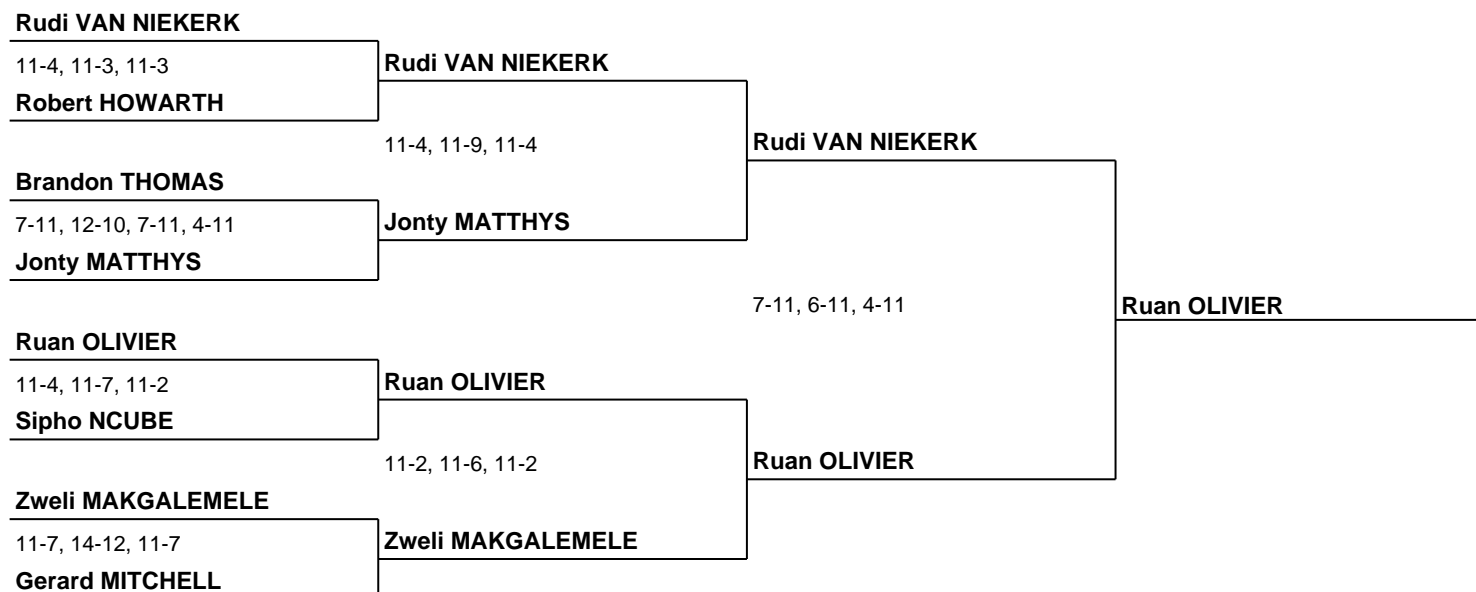 Rudi VAN NIEKERK
11-4, 11-3, 11-3
Robert HOWARTH
Brandon THOMAS
7-11, 12-10, 7-11, 4-11
Jonty MATTHYS
Ruan OLIVIER
11-4, 11-7, 11-2
Sipho NCUBE
Zweli MAKGALEMELE
11-7, 14-12, 11-7
Gerard MITCHELL
Rudi VAN NIEKERK
11-4, 11-9, 11-4
Jonty MATTHYS
Ruan OLIVIER
11-2, 11-6, 11-2
Zweli MAKGALEMELE
Rudi VAN NIEKERK
7-11, 6-11, 4-11
Ruan OLIVIER
Ruan OLIVIER